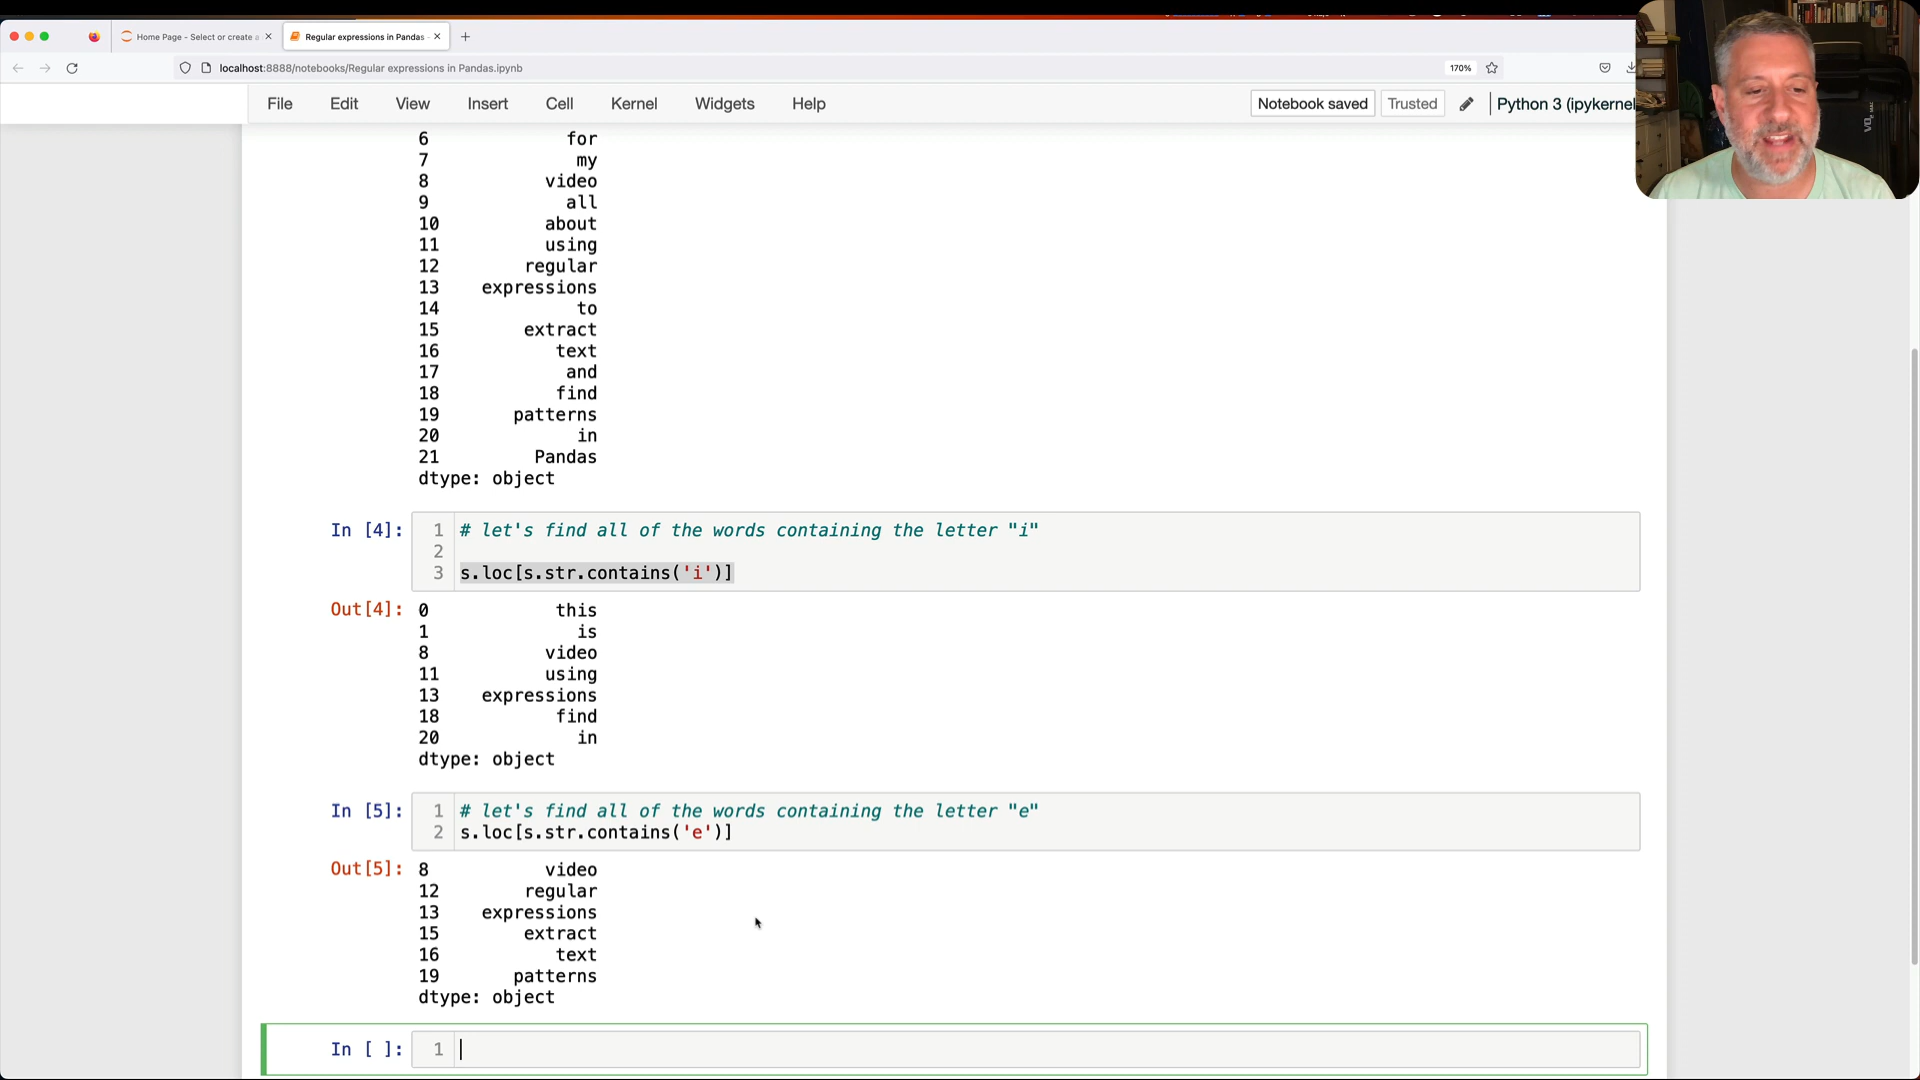 Home Page - Select or create a
Regular expressions in Pandas -
localhost:8888/notebooks/Regular expressions in Pandas.ipynb
170%
File Edit View Insert Cell Kernel Widgets Help
Notebook saved
Trusted
Python 3 (ipykernel
6 for
7 my
8 video
9 all
10 about
11 using
12 regular
13 expressions
14 to
15 extract
16 text
17 and
18 find
19 patterns
20 in
21 Pandas
dtype: object
In [4]: 1 # let's find all of the words containing the letter "i"
2
3 s.loc[s.str.contains('i')]
Out[4]: 0 this
1 is
8 video
11 using
13 expressions
18 find
20 in
dtype: object
In [5]: 1 # let's find all of the words containing the letter "e"
2 s.loc[s.str.contains('e')]
Out[5]: 8 video
12 regular
13 expressions
15 extract
16 text
19 patterns
dtype: object
In [ ]: 1